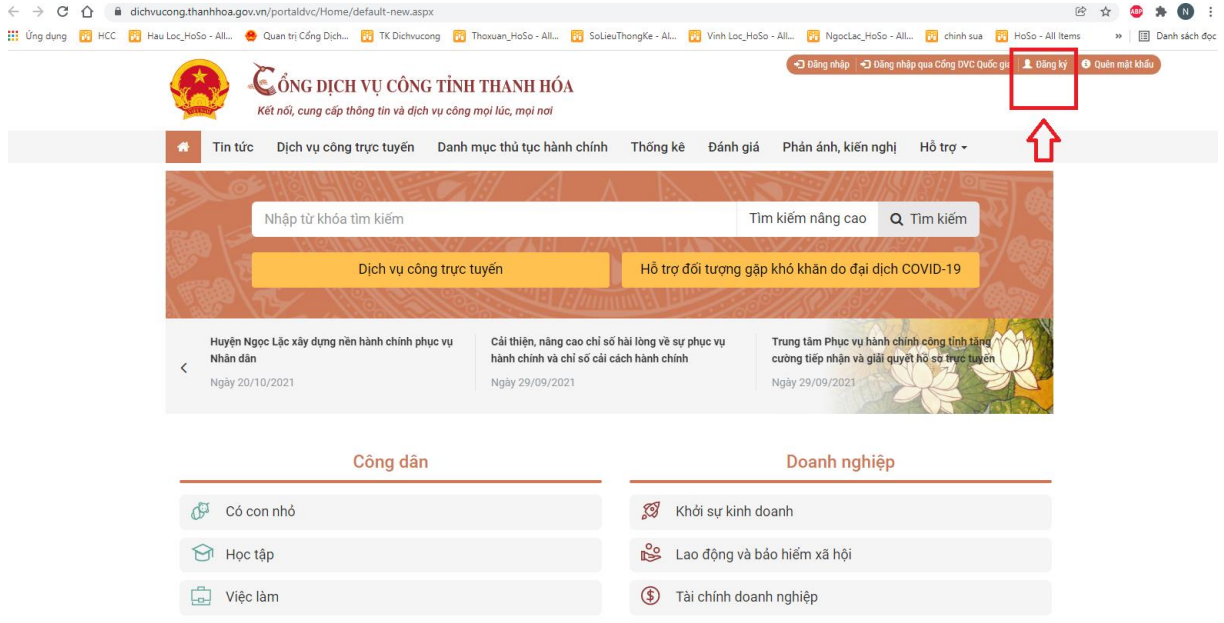 dichvucong.thanhhoa.gov.vn/portaldvc/Home/default-new.aspx
ABP
N
Ứng dụng HCC Hau Loc_HoSo - All... Quan trị Cổng Dịch... TK Dichvucong Thoxuan_HoSo - All... SoLieuThongKe - Al... Vinh Loc_HoSo - All... NgocLac_HoSo - All... chinh sua HoSo - All Items » Danh sách đọc
Đăng nhập Đăng nhập qua Cổng DVC Quốc gia Đăng ký Quên mật khẩu
CỔNG DỊCH VỤ CÔNG TỈNH THANH HÓA
Kết nối, cung cấp thông tin và dịch vụ công mọi lúc, mọi nơi
Tin tức Dịch vụ công trực tuyến Danh mục thủ tục hành chính Thống kê Đánh giá Phản ánh, kiến nghị Hỗ trợ
Nhập từ khóa tìm kiếm Tìm kiếm nâng cao Tìm kiếm
Dịch vụ công trực tuyến Hỗ trợ đối tượng gặp khó khăn do đại dịch COVID-19
Huyện Ngọc Lặc xây dựng nền hành chính phục vụ
Nhân dân
Ngày 20/10/2021
Cải thiện, nâng cao chỉ số hài lòng về sự phục vụ
hành chính và chỉ số cải cách hành chính
Ngày 29/09/2021
Trung tâm Phục vụ hành chính công tỉnh tăng
cường tiếp nhận và giải quyết hồ sơ trực tuyến
Ngày 29/09/2021
Công dân
Có con nhỏ
Học tập
Việc làm
Doanh nghiệp
Khởi sự kinh doanh
Lao động và bảo hiểm xã hội
Tài chính doanh nghiệp